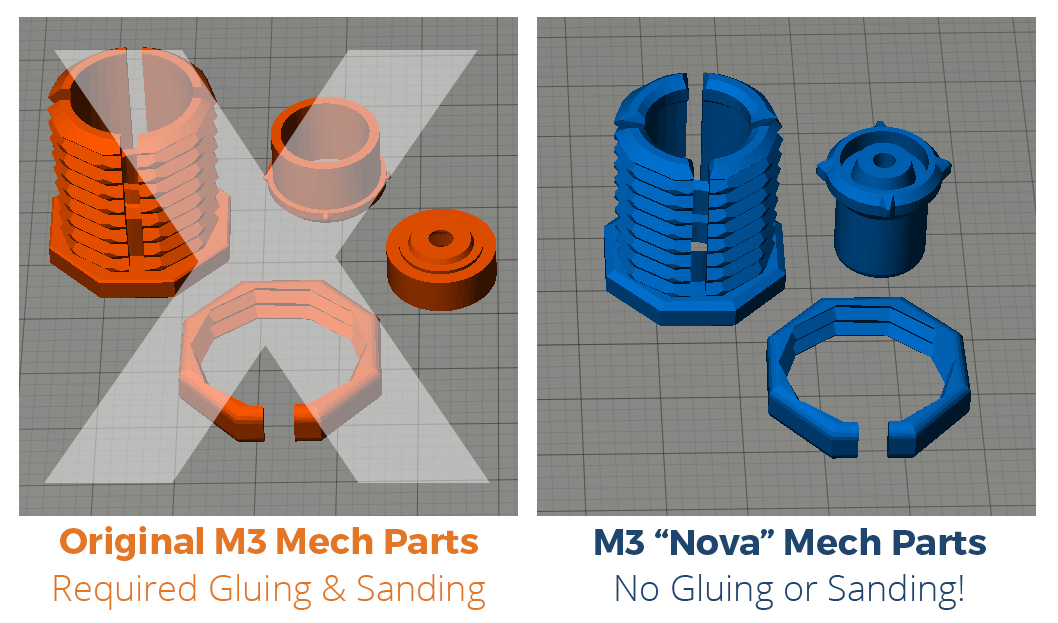 Original M3 Mech Parts
Required Gluing & Sanding
M3 “Nova” Mech Parts
No Gluing or Sanding!